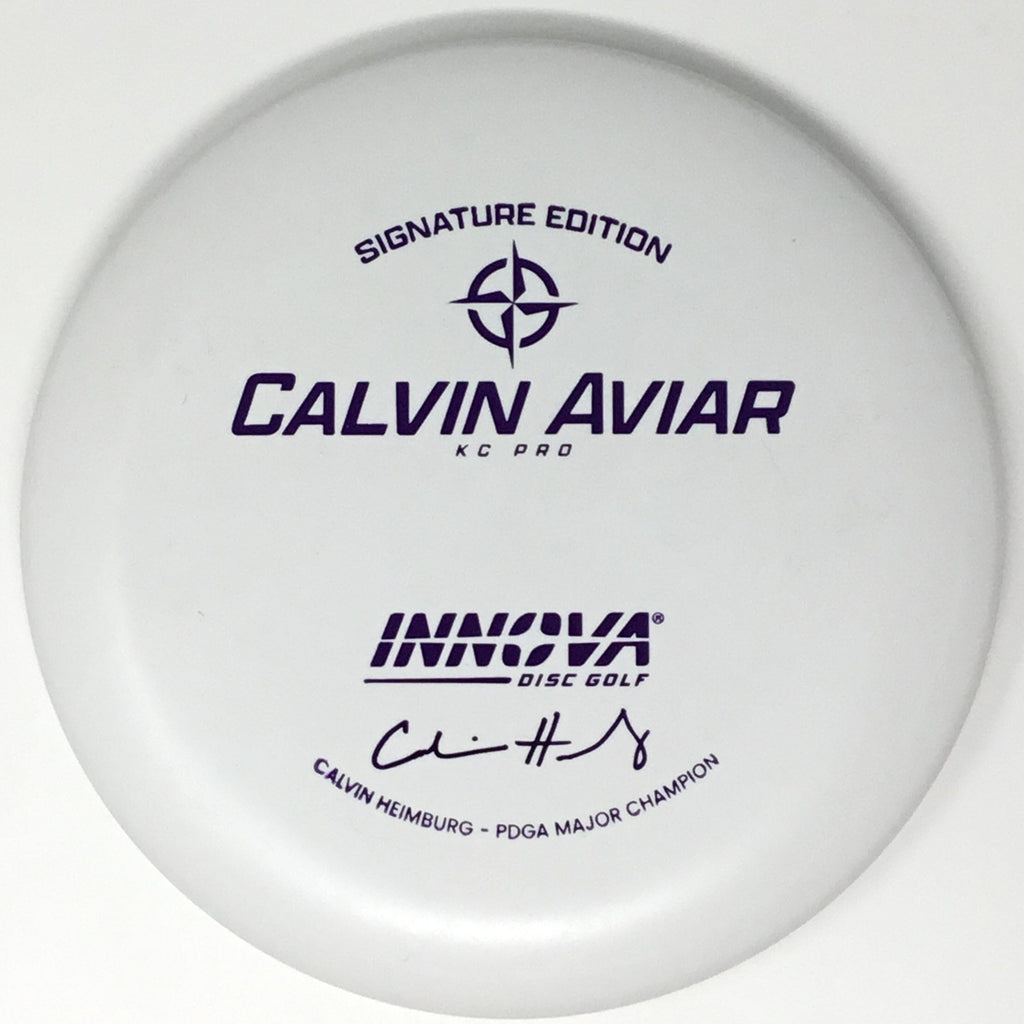 SIGNATURE EDITION
CALVIN AVIAR
KC PRO
INNOVA®
DISC GOLF
CALVIN HEIMBURG - PDGA MAJOR CHAMPION